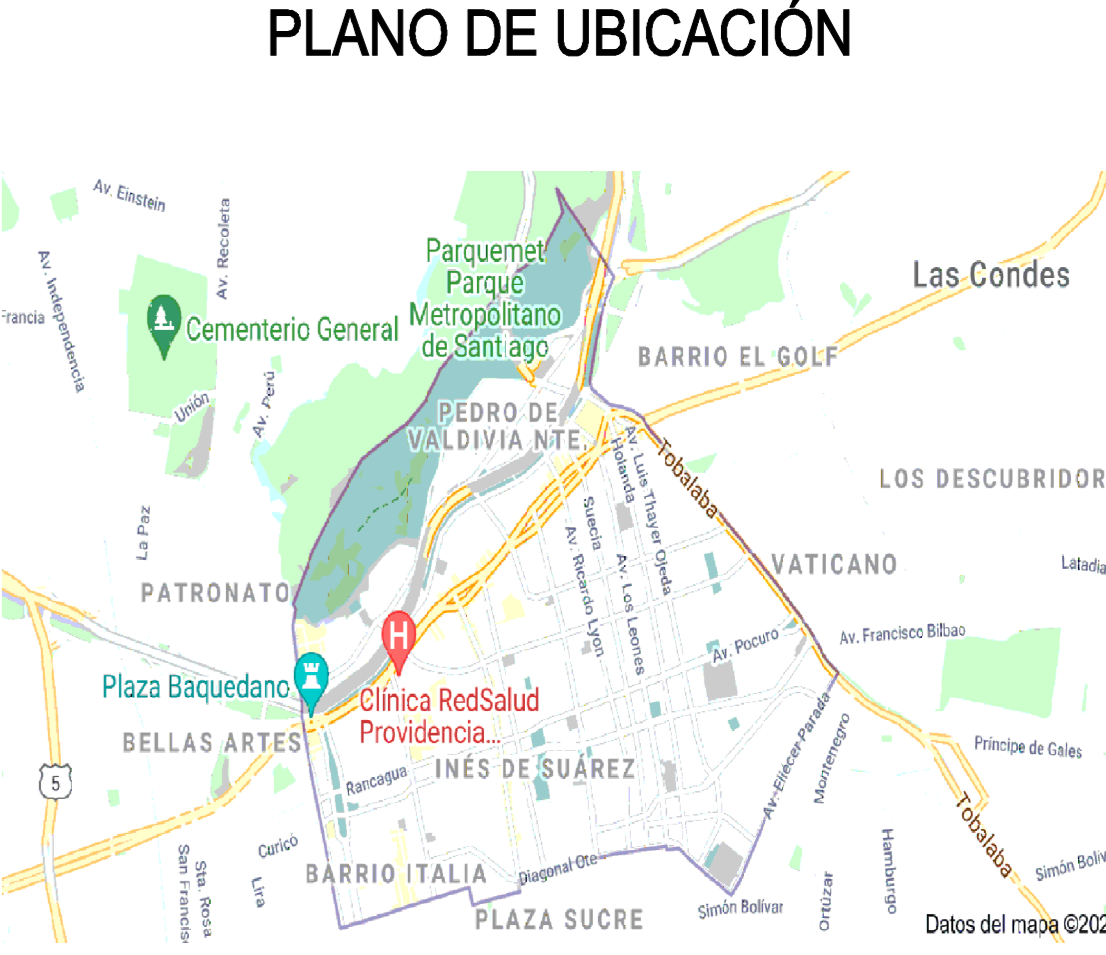 PLANO DE UBICACIÓN
Av. Einstein
Av. Recoleta
Av. Independencia
Francia
Cementerio General
Parquemet
Parque
Metropolitano
de Santiago
Las Condes
BARRIO EL GOLF
Unión
Av. Perú
PEDRO DE
VALDIVIA NTE.
Av. Luis Thayer Ojeda
Holanda
Tobalaba
LOS DESCUBRIDOR
La Paz
Suecia
Av. Ricardo Lyon
Av. Los Leones
VATICANO
Latadia
PATRONATO
H
Av. Pocuro
Av. Francisco Bilbao
Plaza Baquedano
Clínica RedSalud
Providencia...
BELLAS ARTES
INÉS DE SUÁREZ
Rancagua
Av. Eliécer Parada
Montenegro
Príncipe de Gales
5
Tobalaba
Curicó
BARRIO ITALIA
Diagonal Ote
San Francisc
Sta. Rosa
Lira
PLAZA SUCRE
Simón Bolívar
Ortúzar
Hamburgo
Simón Bolív
Datos del mapa ©202